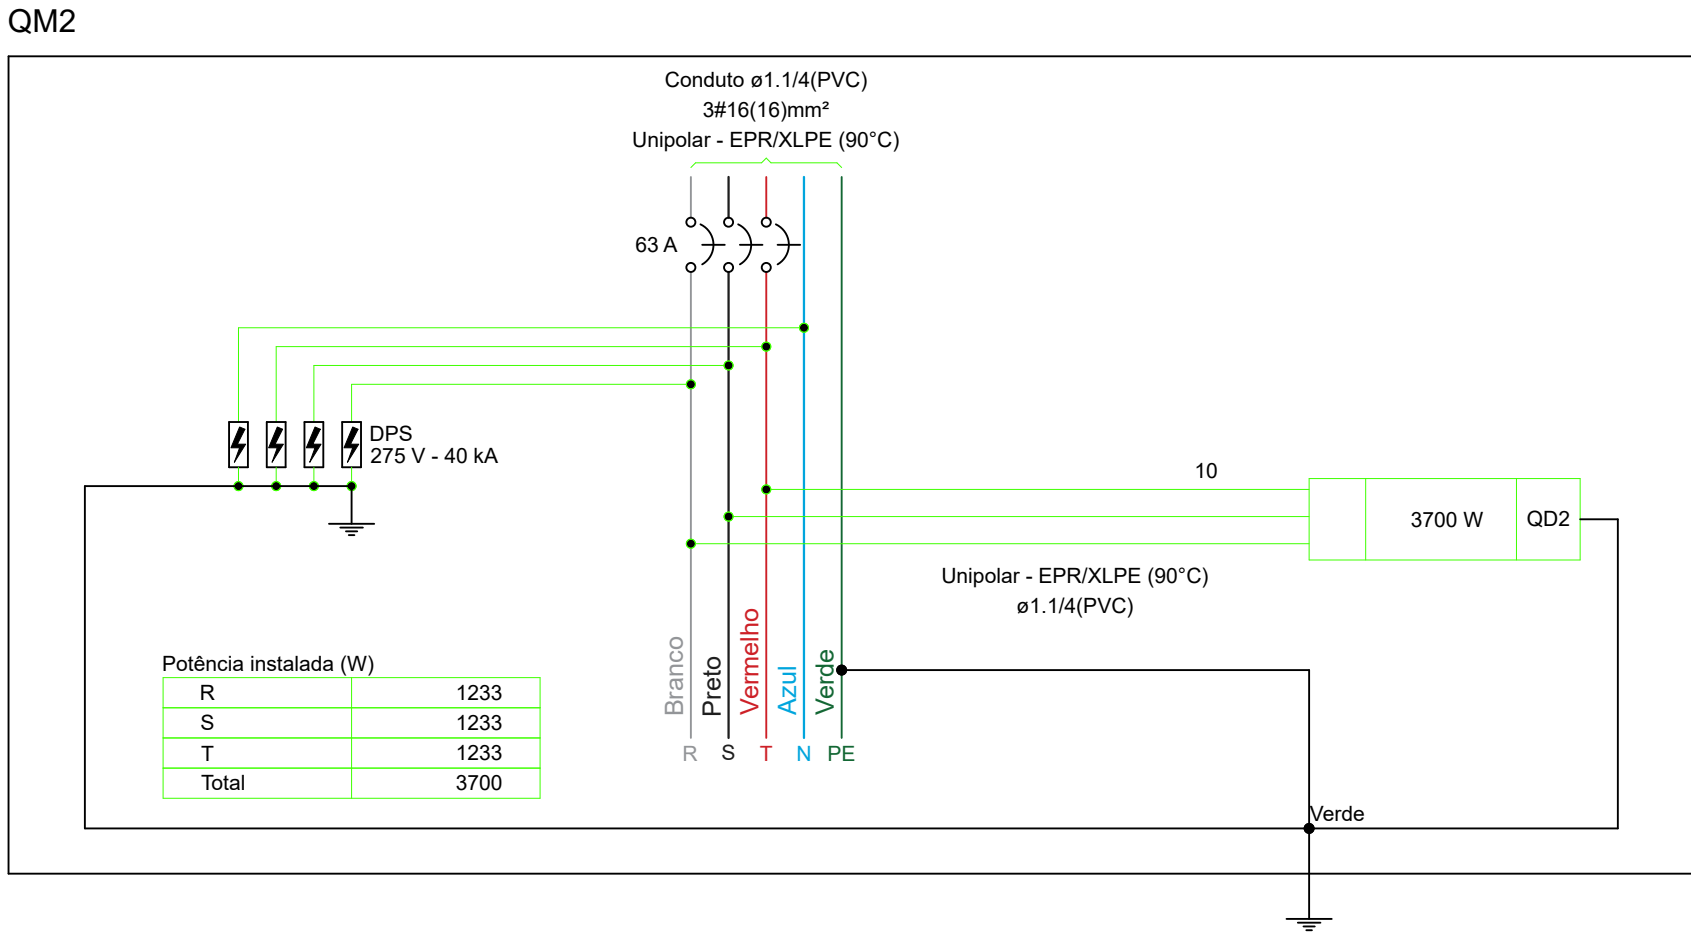 QM2
Conduto ø1.1/4(PVC)
3#16(16)mm²
Unipolar - EPR/XLPE (90°C)
63 A
DPS
275 V - 40 kA
10
3700 W
QD2
Unipolar - EPR/XLPE (90°C)
ø1.1/4(PVC)
Branco
Preto
Vermelho
Azul
Verde
R S T N PE
Potência instalada (W)
R 1233
S 1233
T 1233
Total 3700
Verde